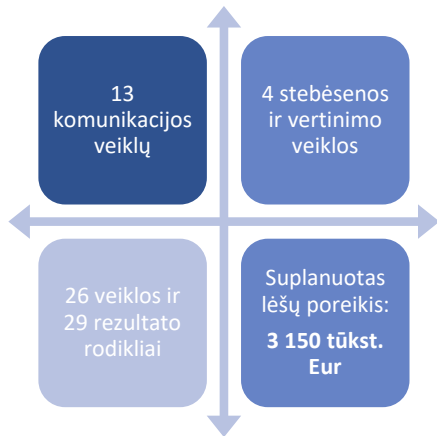 13
komunikacijos
veiklų
4 stebėsenos
ir vertinimo
veiklos
26 veiklos ir
29 rezultato
rodikliai
Suplanuotas
lėšų poreikis:
3 150 tūkst.
Eur